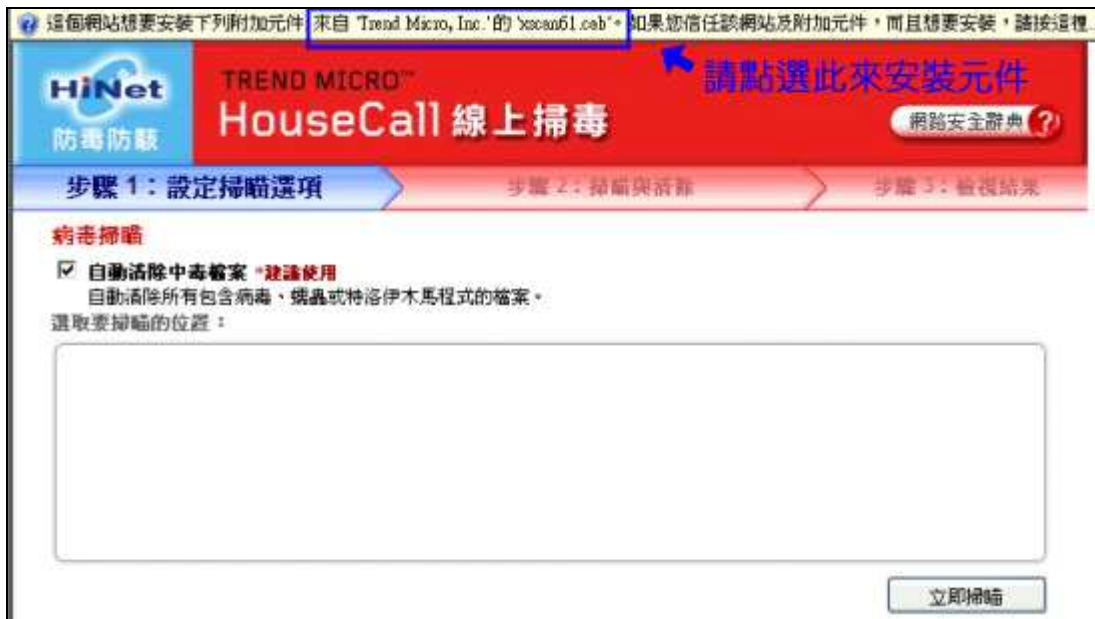 這個網站想要安裝下列附加元件: 來自 'Trend Micro, Inc.'的 'xscan61.cab'。如果您信任該網站及附加元件，而且想要安裝，請按這裡...
請點選此來安裝元件
HiNet
防毒防駭
TREND MICRO™
HouseCall 線上掃毒
網路安全辭典 ?
步驟 1：設定掃瞄選項
步驟 2：掃瞄與清除
步驟 3：檢視結果
病毒掃瞄
自動清除中毒檔案 *建議使用
自動清除所有包含病毒、蠕蟲或特洛伊木馬程式的檔案。
選取要掃瞄的位置：
立即掃瞄